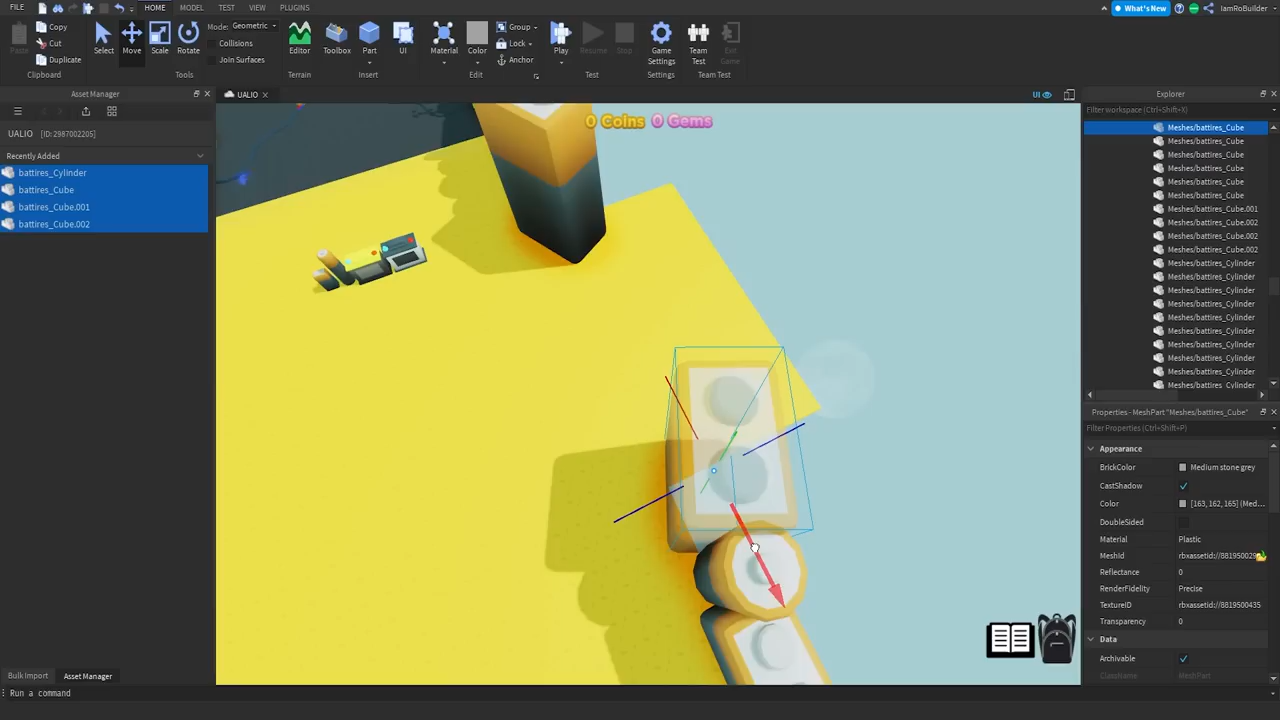 FILE
HOME
MODEL
TEST
VIEW
PLUGINS
What's New
IamRoBuilder
Paste
Copy
Cut
Duplicate
Clipboard
Select
Move
Scale
Rotate
Mode: Geometric
Collisions
Join Surfaces
Tools
Editor
Terrain
Toolbox
Part
UI
Insert
Material
Color
Group
Lock
Anchor
Edit
Play
Resume
Stop
Test
Game
Settings
Settings
Team
Test
Exit
Game
Team Test
Asset Manager
UALIO
UI
Explorer
Filter workspace (Ctrl+Shift+X)
UALIO [ID:2987002205]
Recently Added
battires_Cylinder
battires_Cube
battires_Cube.001
battires_Cube.002
0 Coins 0 Gems
Meshes/battires_Cube
Meshes/battires_Cube
Meshes/battires_Cube
Meshes/battires_Cube
Meshes/battires_Cube
Meshes/battires_Cube
Meshes/battires_Cube.001
Meshes/battires_Cube.002
Meshes/battires_Cube.002
Meshes/battires_Cube.002
Meshes/battires_Cylinder
Meshes/battires_Cylinder
Meshes/battires_Cylinder
Meshes/battires_Cylinder
Meshes/battires_Cylinder
Meshes/battires_Cylinder
Meshes/battires_Cylinder
Meshes/battires_Cylinder
Meshes/battires_Cylinder
Meshes/battires_Cylinder
Properties - MeshPart "Meshes/battires_Cube"
Filter Properties (Ctrl+Shift+P)
Appearance
BrickColor Medium stone grey
CastShadow
Color [163, 162, 165] (Med...
DoubleSided
Material Plastic
MeshId rbxassetid://881950029
Reflectance 0
RenderFidelity Precise
TextureID rbxassetid://8819500435
Transparency 0
Data
Archivable
ClassName MeshPart
Bulk Import
Asset Manager
Run a command